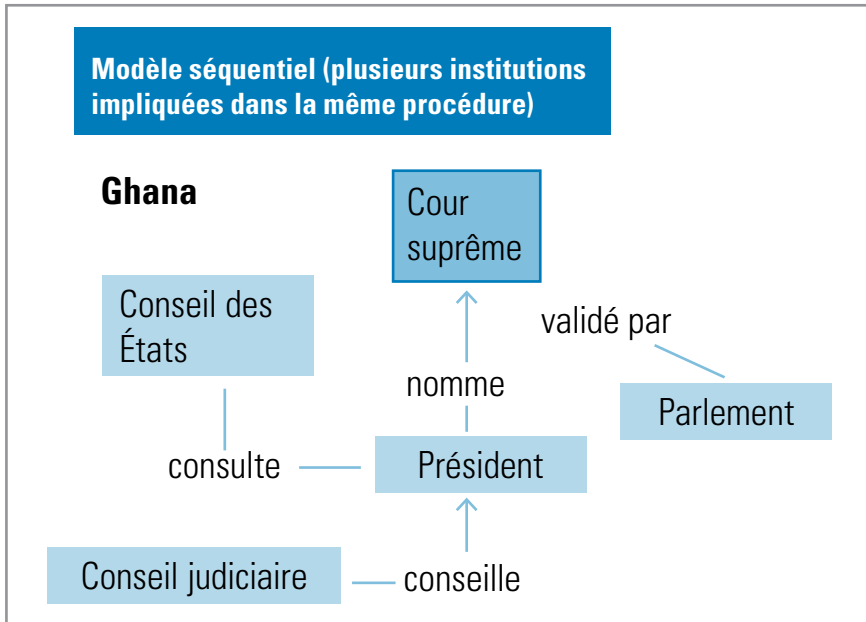 Modèle séquentiel (plusieurs institutions
impliquées dans la même procédure)
Ghana
Cour
suprême
Conseil des
États
validé par
nomme
Parlement
consulte
Président
Conseil judiciaire
conseille